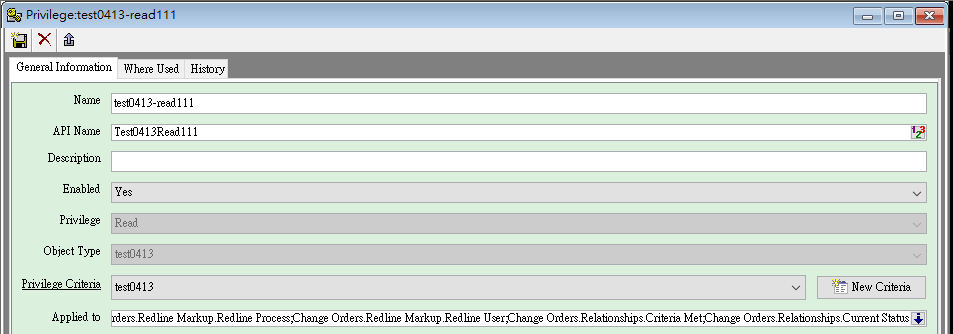 Privilege:test0413-read111
General Information Where Used History
Name test0413-read111
API Name Test0413Read111
Description
Enabled Yes
Privilege Read
Object Type test0413
Privilege Criteria test0413 New Criteria
Applied to rders.Redline Markup.Redline Process;Change Orders.Redline Markup.Redline User;Change Orders.Relationships.Criteria Met;Change Orders.Relationships.Current Status